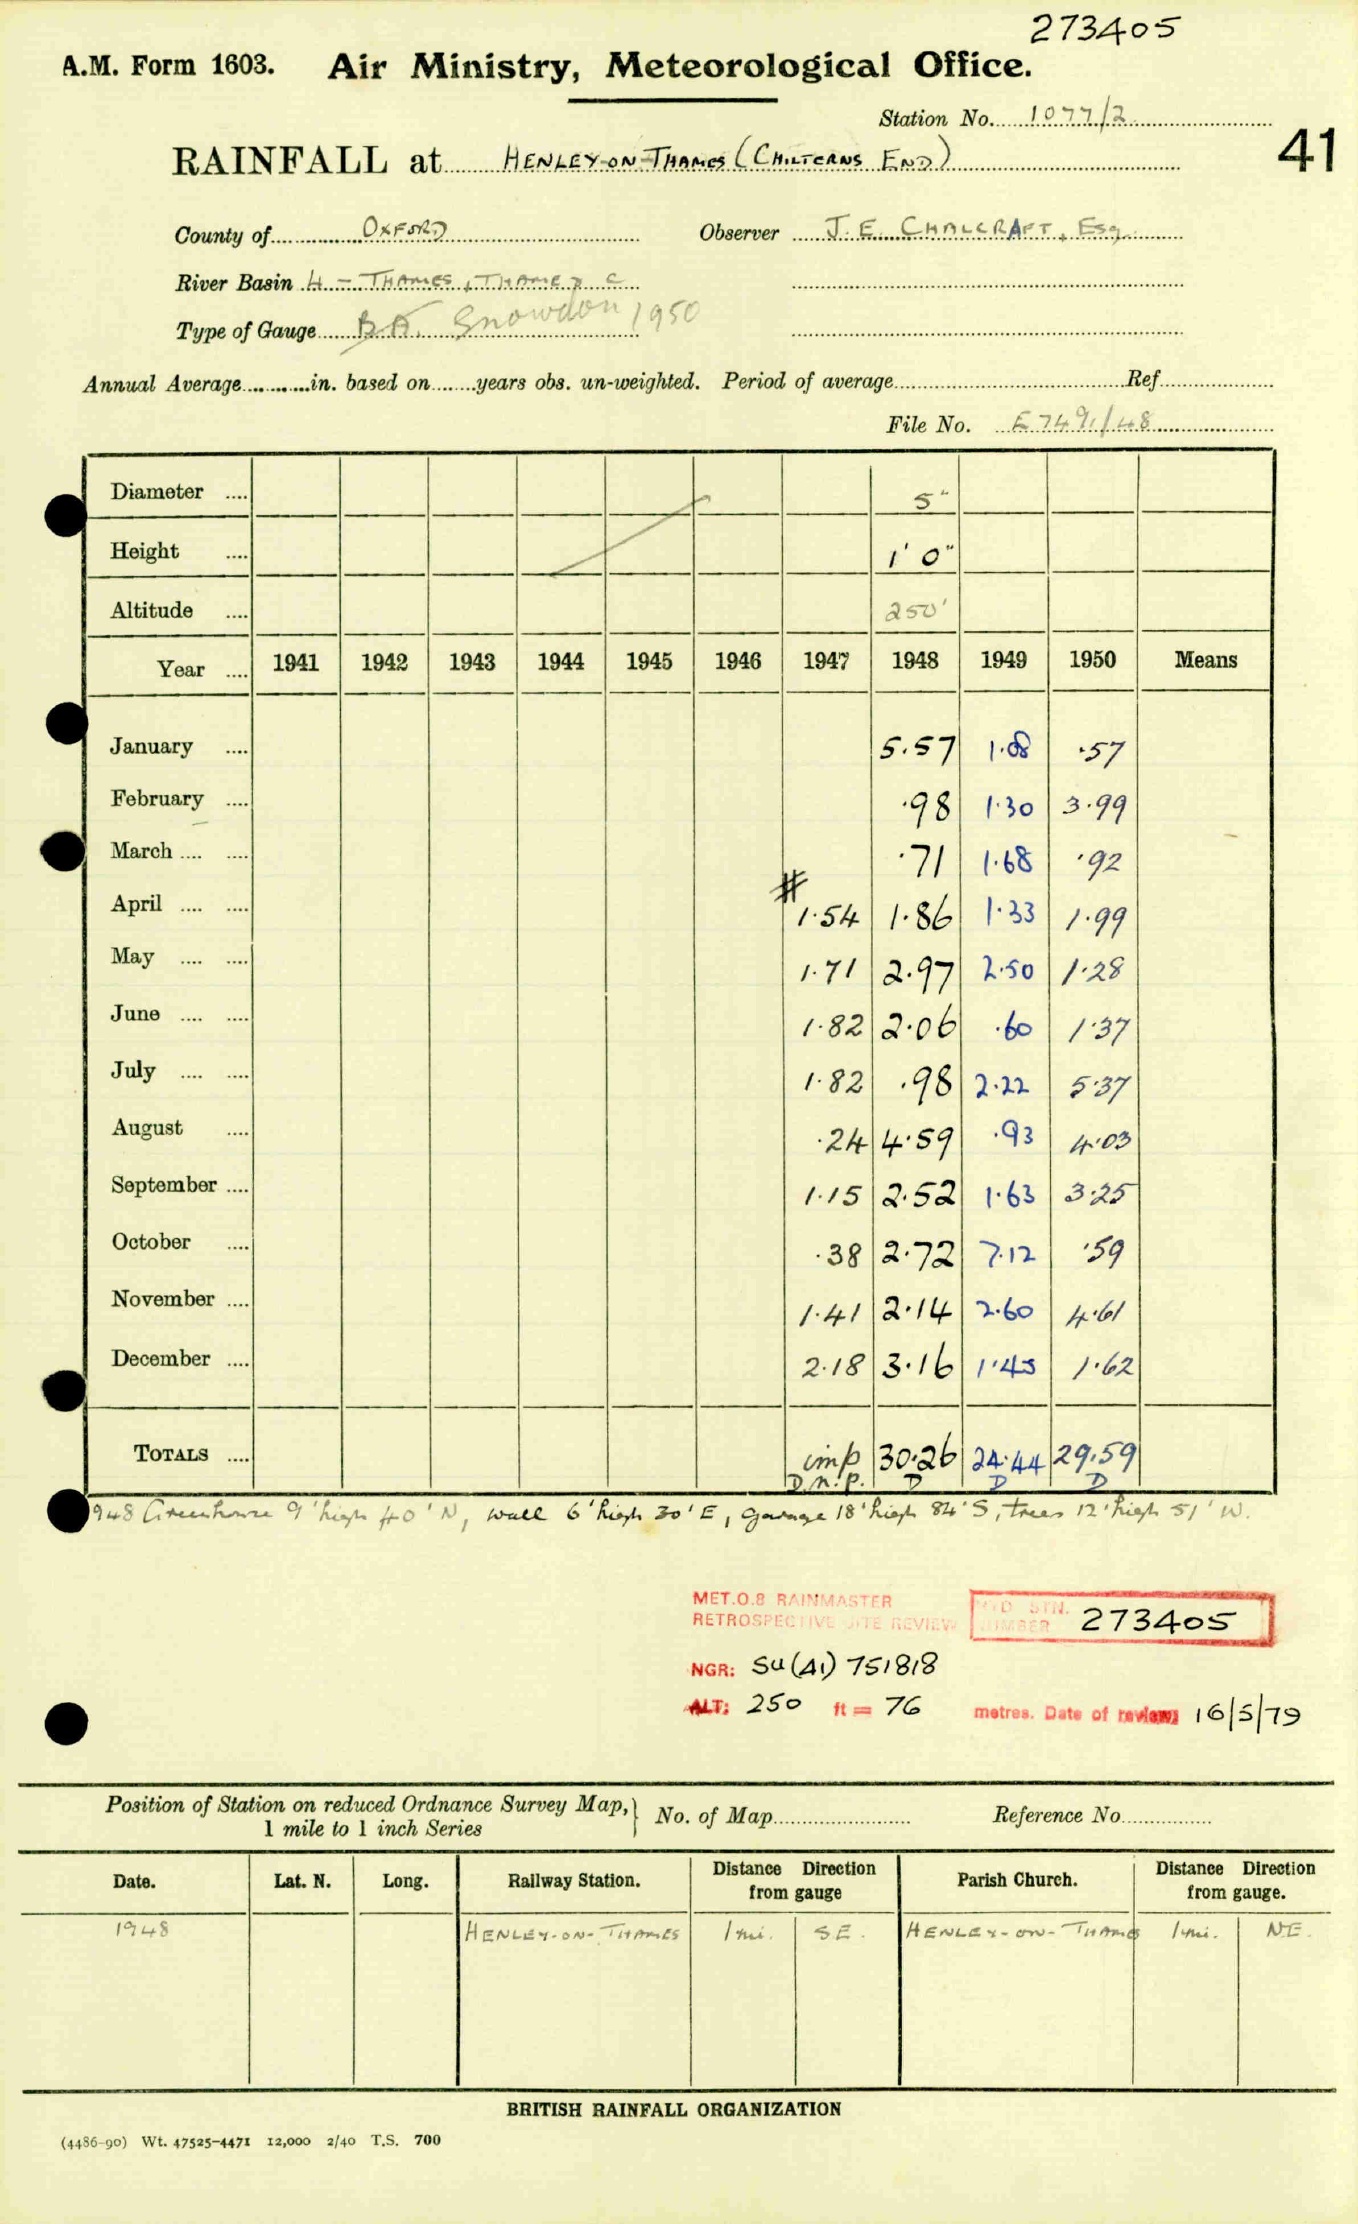 273405
A.M. Form 1603. Air Ministry, Meteorological Office.
Station No. 1077/2
41
RAINFALL at HENLEY-ON-THAMES (CHILTERNS END)
County of OXFORD Observer J. E. CHALCRAFT, Esq.
River Basin 4 - THAMES, THAME > C
Type of Gauge B.A. Snowdon 1950
Annual Average in. based on years obs. un-weighted. Period of average Ref
File No. E7491/48
Diameter .... 5"
Height .... 1' 0"
Altitude .... 250'
Year .... 1941 1942 1943 1944 1945 1946 1947 1948 1949 1950 Means
January .... 5.57 1.08 .57
February .... .98 1.30 3.99
March .... .... .71 1.68 .92
#
April .... .... 1.54 1.86 1.33 1.99
May .... .... 1.71 2.97 2.50 1.28
June .... .... 1.82 2.06 .60 1.37
July .... .... 1.82 .98 2.22 5.37
August .... .24 4.59 .93 4.03
September .... 1.15 2.52 1.63 3.25
October .... .38 2.72 7.12 .59
November .... 1.41 2.14 2.60 4.61
December .... 2.18 3.16 1.45 1.62
TOTALS .... imp 30.26 24.44 29.59
D.n.p. D D D
948 Greenhouse 9' high 40' N, wall 6' high 30' E, garage 18' high 84' S, trees 12' high 51' W.
MET.O.8 RAINMASTER
RETROSPECTIVE SITE REVIEW
STN. NUMBER 273405
NGR: SU(41) 751818
ALT: 250 ft = 76 metres. Date of review: 16/5/79
Position of Station on reduced Ordnance Survey Map,} No. of Map Reference No.
1 mile to 1 inch Series
Date. Lat. N. Long. Railway Station. Distance Direction from gauge Parish Church. Distance Direction from gauge.
1948 HENLEY-ON-THAMES 1 mi. S.E. HENLEY-ON-THAMES 1 mi. N.E.
BRITISH RAINFALL ORGANIZATION
(4486-90) Wt. 47525-4471 12,000 2/40 T.S. 700